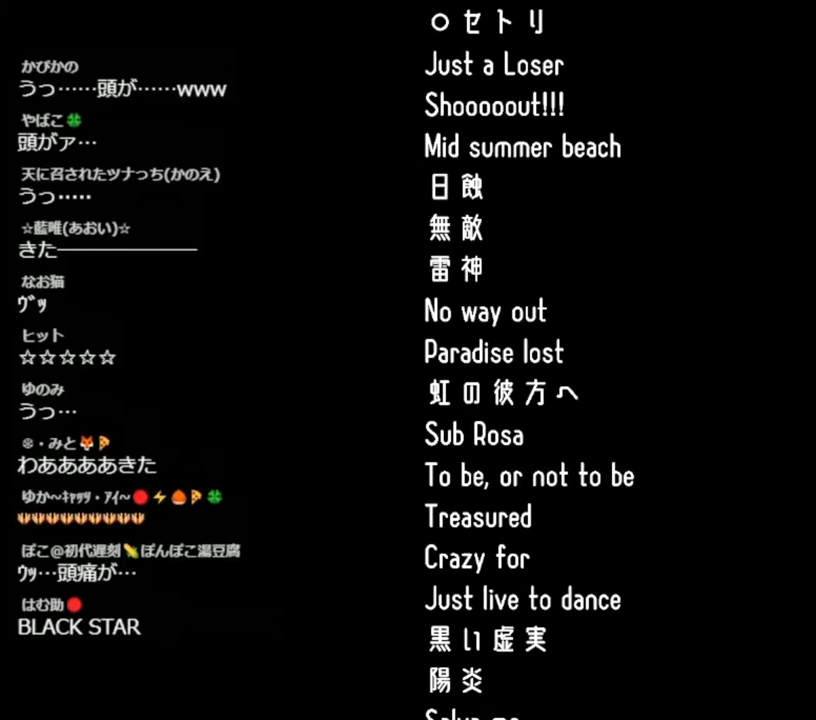 かぴかの
うっ……頭が……www
やばこ🍀
頭がァ…
天に召されたツナっち(かのえ)
うっ‥‥‥
☆藍唯(あおい)☆
きた――――――――
なお猫
ｳﾞｯ
ヒット
☆☆☆☆☆
ゆのみ
うっ…
❄・みと🦊🍕
わああああきた
ゆか〜ｷｬｯﾂ・ｱｲ〜🔴⚡🌰🍕🍀
ぽこ@初代遅刻🌽ぽんぽこ湯豆腐
ｳｯ…頭痛が…
はむ助🔴
BLACK STAR
○セトリ
Just a Loser
Shooooout!!!
Mid summer beach
日蝕
無敵
雷神
No way out
Paradise lost
虹の彼方へ
Sub Rosa
To be, or not to be
Treasured
Crazy for
Just live to dance
黒い虚実
陽炎
Salva me